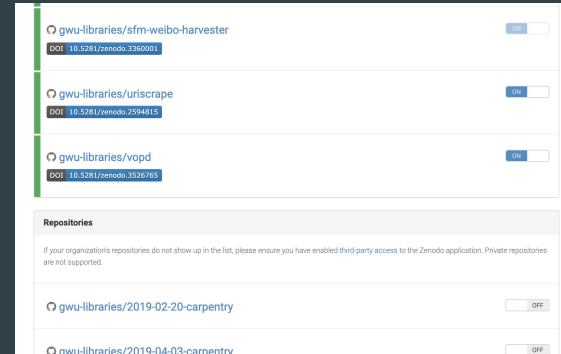 gwu-libraries/sfm-weibo-harvester
ON
DOI 10.5281/zenodo.3360001
gwu-libraries/uriscrape
ON
DOI 10.5281/zenodo.2594815
gwu-libraries/vopd
ON
DOI 10.5281/zenodo.3526765
Repositories
If your organization's repositories do not show up in the list, please ensure you have enabled third-party access to the Zenodo application. Private repositories
are not supported.
gwu-libraries/2019-02-20-carpentry
OFF
gwu-libraries/2019-04-03-carpentry
OFF